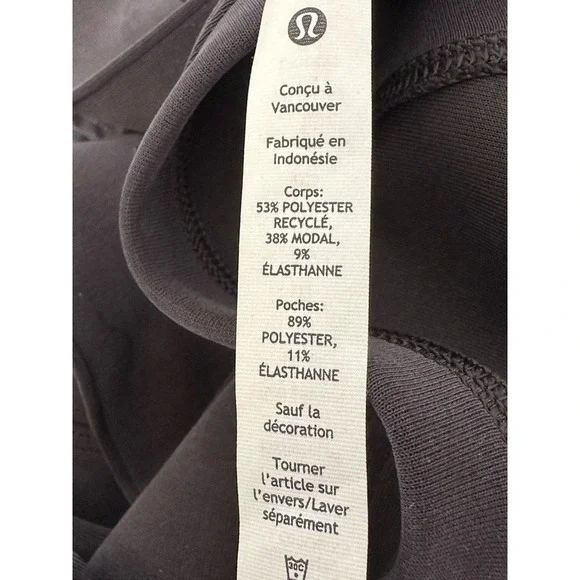 Conçu à
Vancouver
Fabriqué en
Indonésie
Corps:
53% POLYESTER
RECYCLÉ,
38% MODAL,
9%
ÉLASTHANNE
Poches:
89%
POLYESTER,
11%
ÉLASTHANNE
Sauf la
décoration
Tourner
l'article sur
l'envers/Laver
séparément
30C